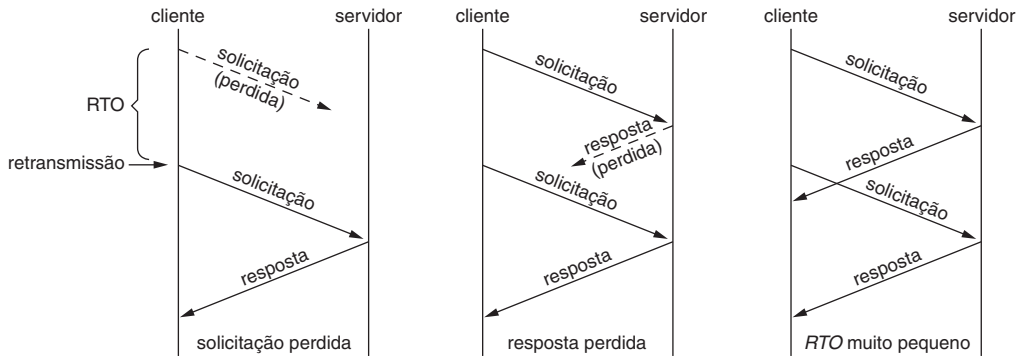 cliente
servidor
solicitação
(perdida)
RTO
retransmissão
solicitação
resposta
solicitação perdida
cliente
servidor
solicitação
resposta
(perdida)
solicitação
resposta
resposta perdida
cliente
servidor
solicitação
resposta
solicitação
resposta
RTO muito pequeno